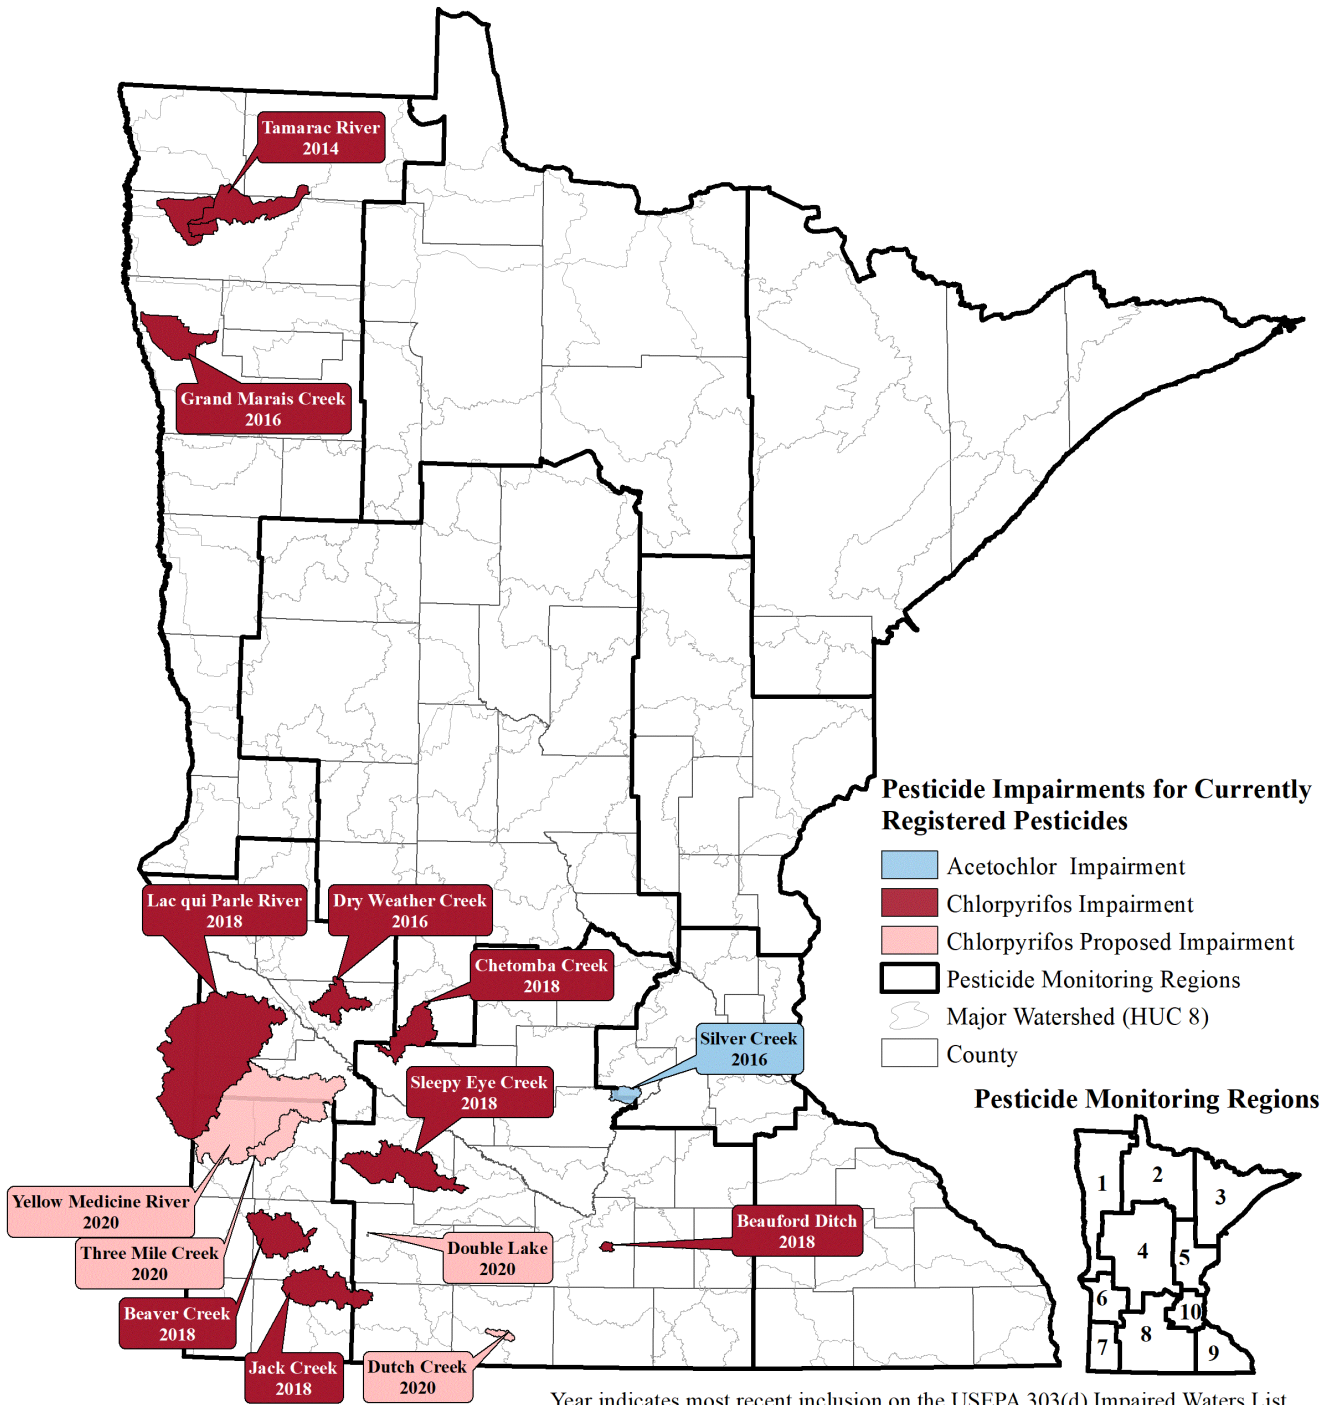 Tamarac River
2014
Grand Marais Creek
2016
Lac qui Parle River
2018
Dry Weather Creek
2016
Chetomba Creek
2018
Silver Creek
2016
Sleepy Eye Creek
2018
Yellow Medicine River
2020
Three Mile Creek
2020
Beaver Creek
2018
Jack Creek
2018
Double Lake
2020
Dutch Creek
2020
Beauford Ditch
2018
Pesticide Impairments for Currently
Registered Pesticides
Acetochlor Impairment
Chlorpyrifos Impairment
Chlorpyrifos Proposed Impairment
Pesticide Monitoring Regions
Major Watershed (HUC 8)
County
Pesticide Monitoring Regions
1
2
3
4
5
6
10
7
8
9
Year indicates most recent inclusion on the USEPA 303(d) Impaired Waters List